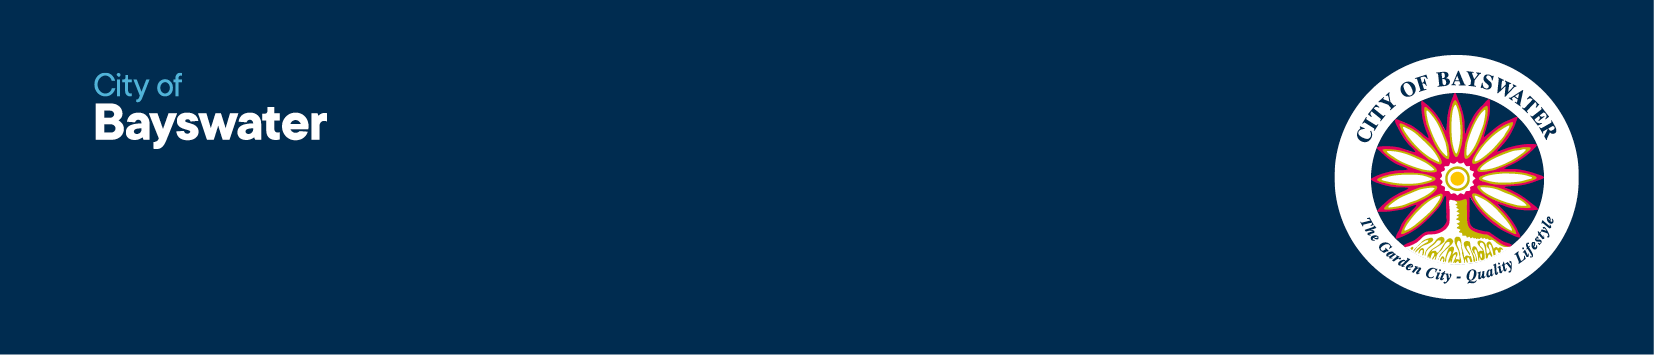 City of
Bayswater
CITY OF BAYSWATER
The Garden City - Quality Lifestyle